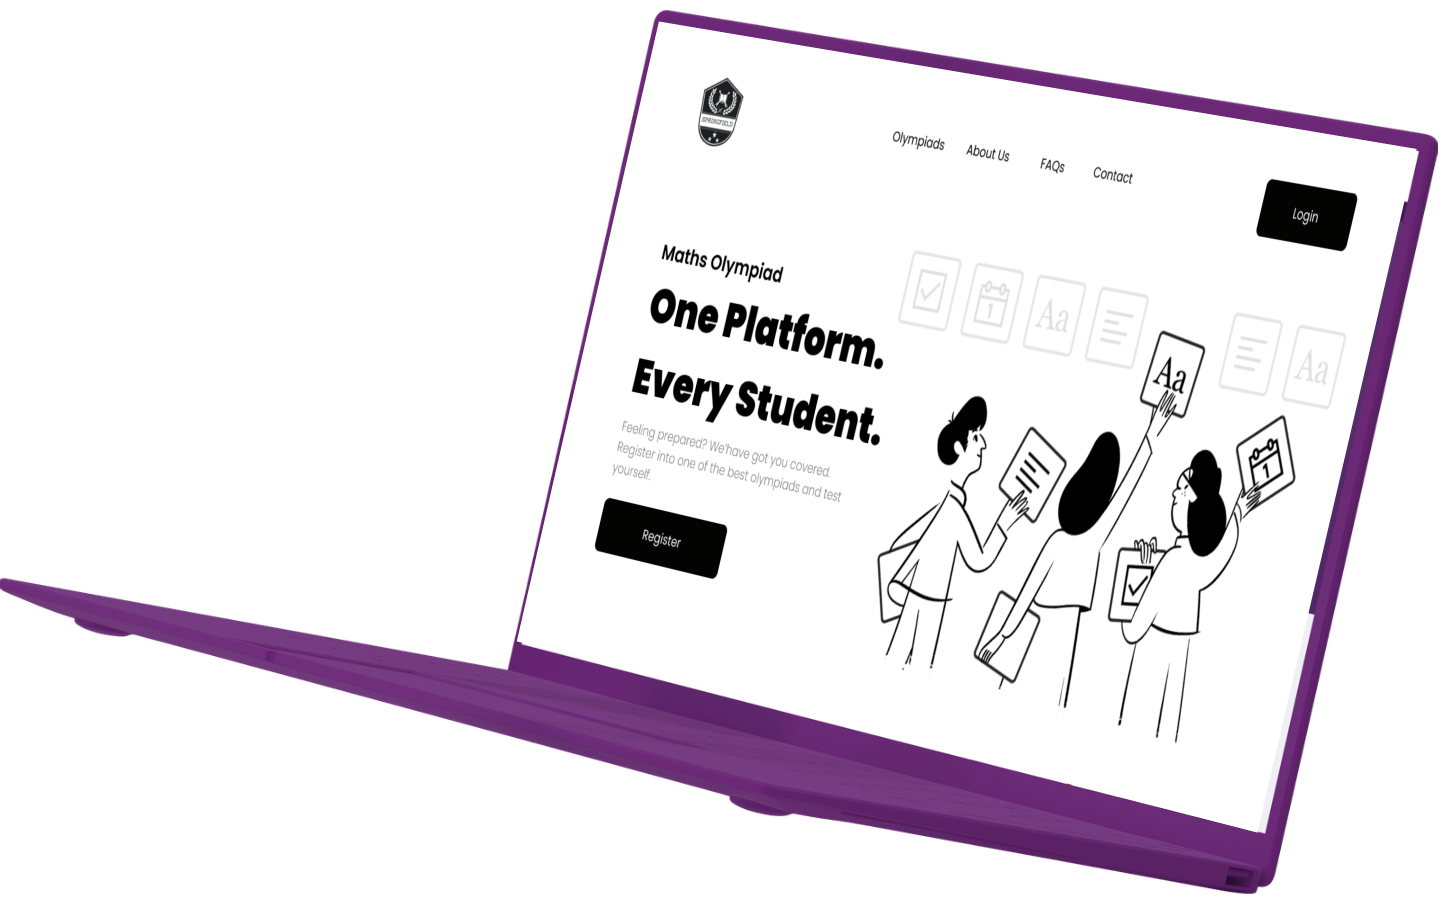 SPRINGFIELD
Olympiads About Us FAQs Contact
Login
Maths Olympiad
One Platform.
Every Student.
Feeling prepared? We'have got you covered.
Register into one of the best olympiads and test
yourself.
Register
1
Aa
Aa
Aa
1